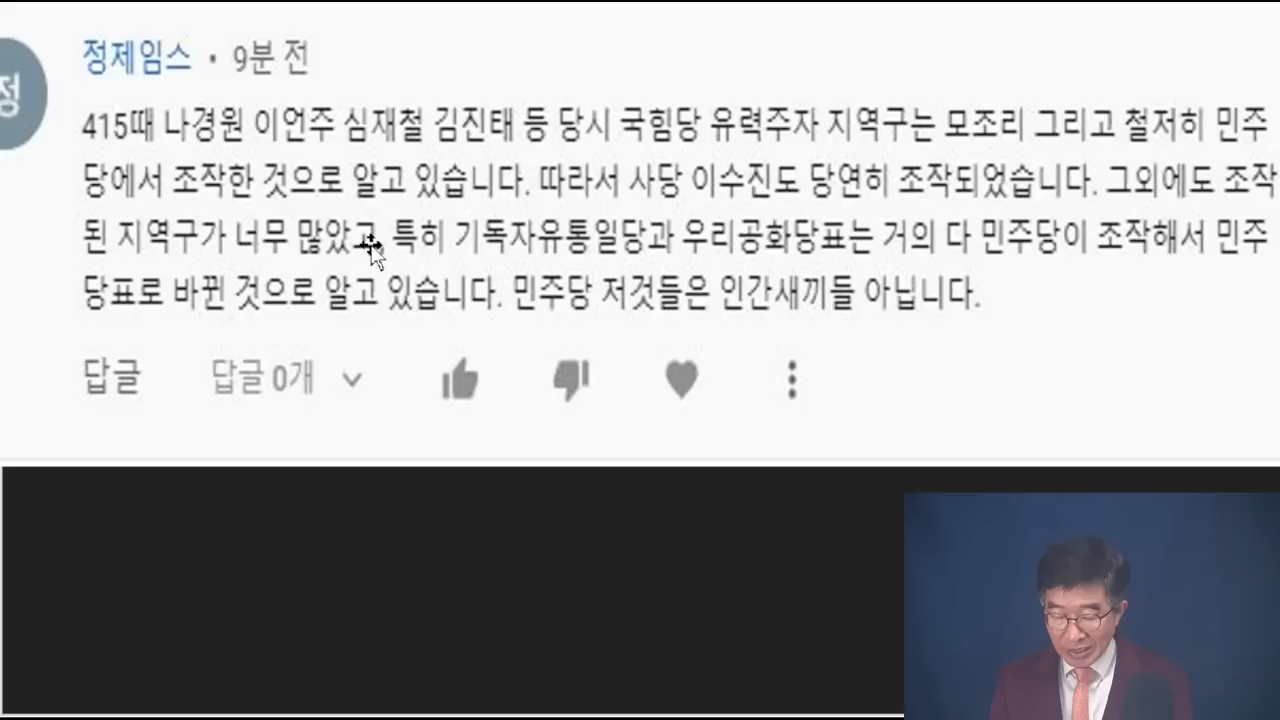 정
정제임스 • 9분 전
415때 나경원 이언주 심재철 김진태 등 당시 국힘당 유력주자 지역구는 모조리 그리고 철저히 민주
당에서 조작한 것으로 알고 있습니다. 따라서 사당 이수진도 당연히 조작되었습니다. 그외에도 조작
된 지역구가 너무 많았고, 특히 기독자유통일당과 우리공화당표는 거의 다 민주당이 조작해서 민주
당표로 바뀐 것으로 알고 있습니다. 민주당 저것들은 인간새끼들 아닙니다.
답글 답글 0개